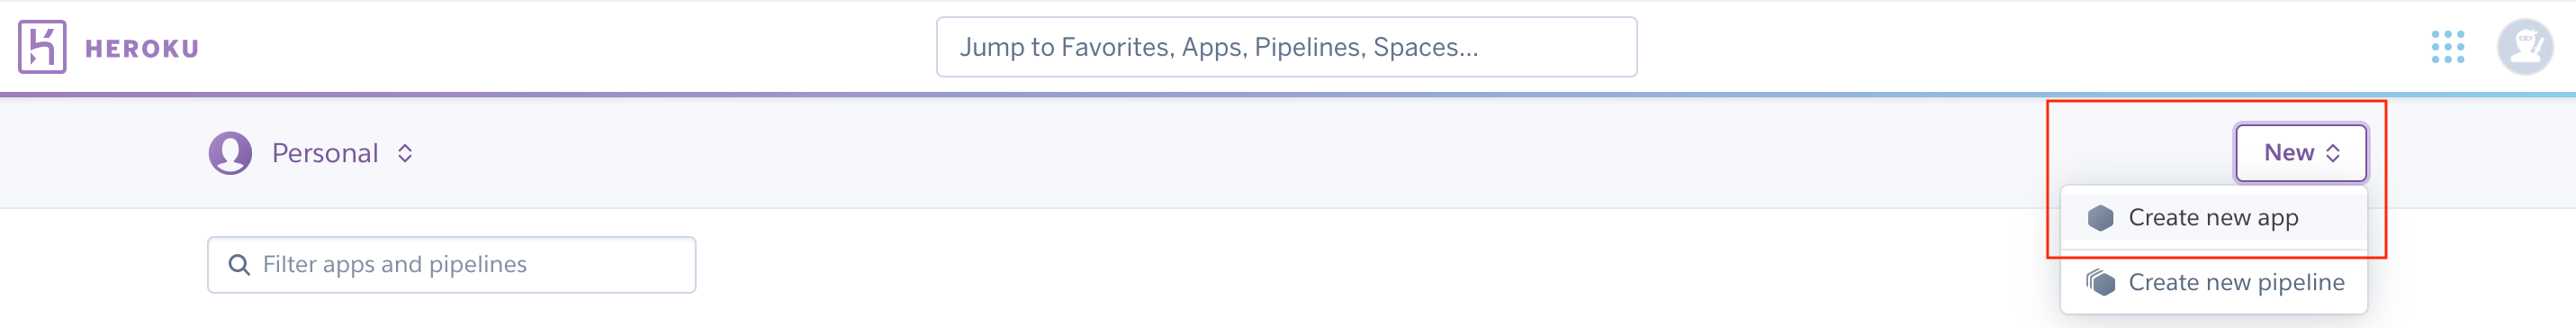 HEROKU
Jump to Favorites, Apps, Pipelines, Spaces...
Personal
New
Create new app
Filter apps and pipelines
Create new pipeline